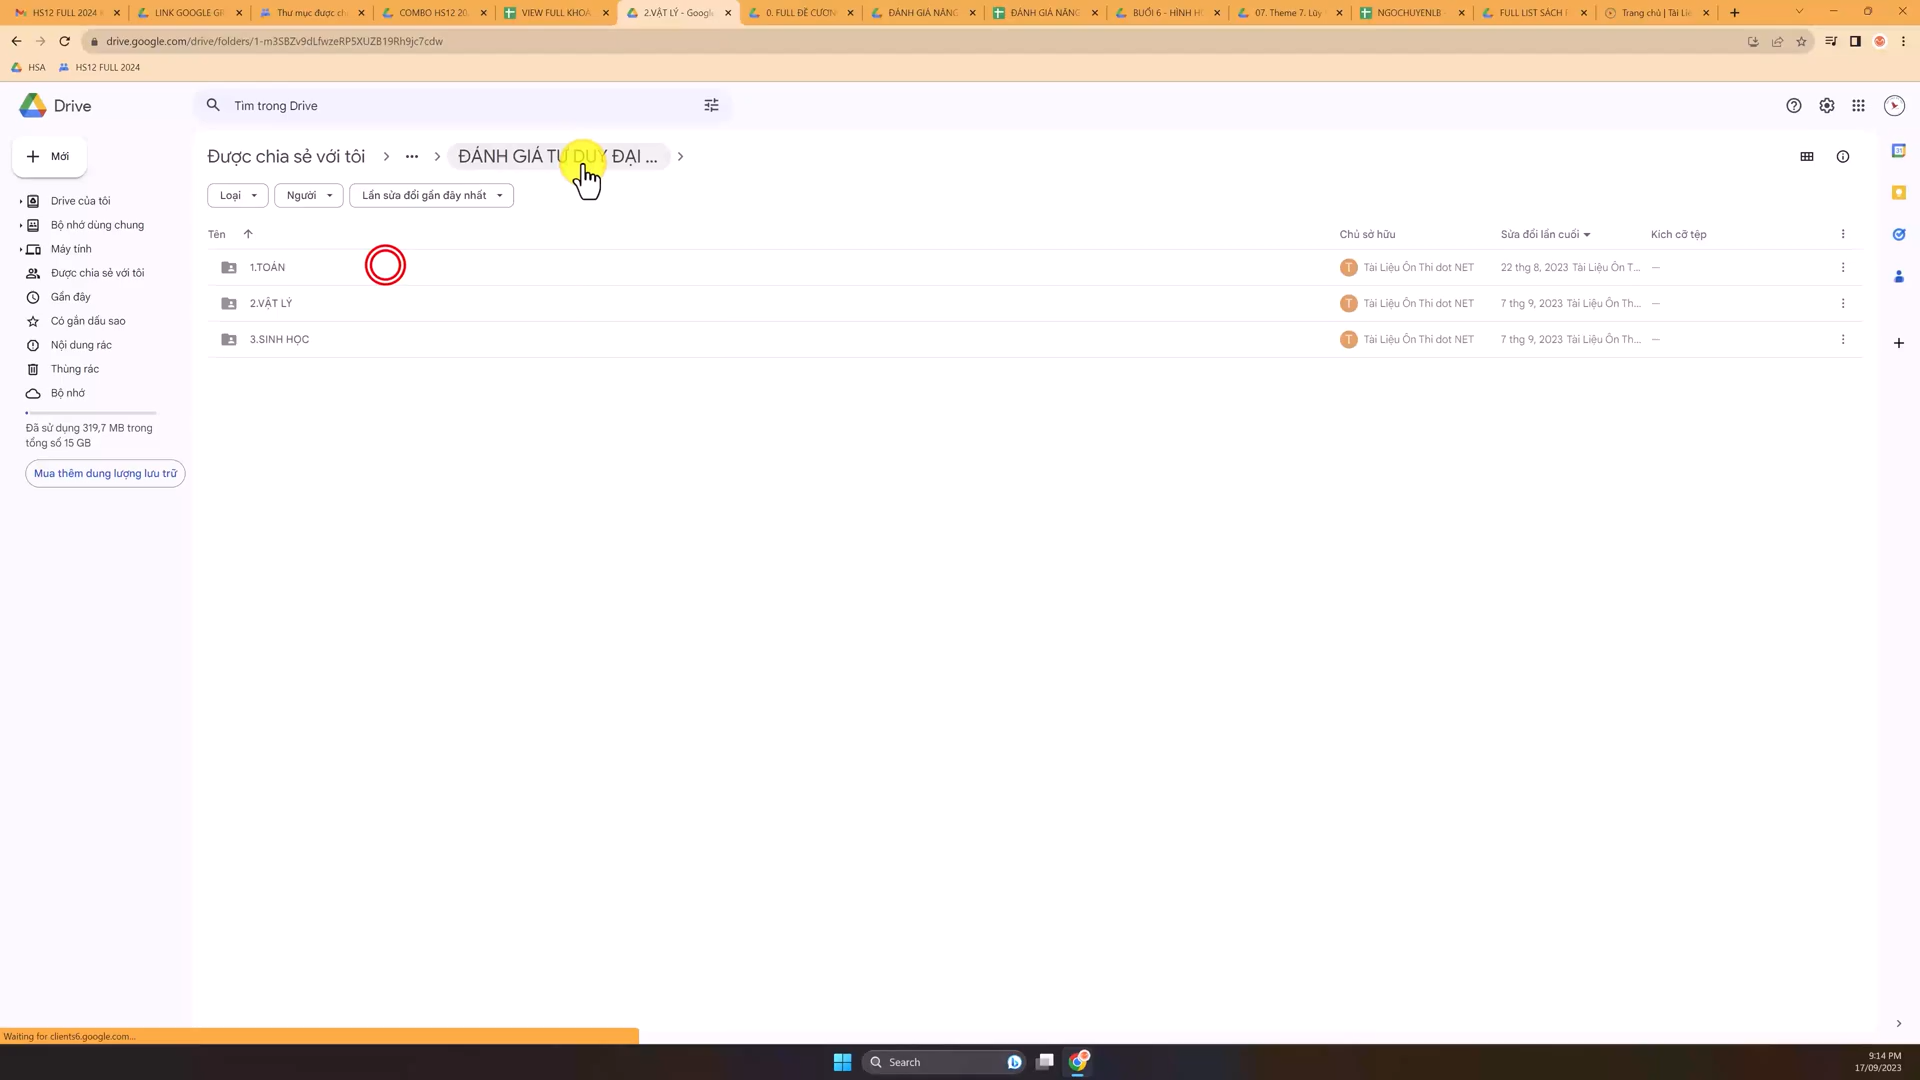 HS12 FULL 2024
LINK GOOGLE GR
Thư mục được ch
COMBO HS12 20
VIEW FULL KHOÁ
2.VẬT LÝ - Google
0. FULL ĐỀ CƯƠN
ĐÁNH GIÁ NĂNG
ĐÁNH GIÁ NĂNG
BUỔI 6 - HÌNH H
07. Theme 7. Lũy
NGOCHUYENLB
FULL LIST SÁCH
Trang chủ | Tài Liệ
drive.google.com/drive/folders/1-m3SBZv9dLfwzeRP5XUZB19Rh9jc7cdw
HSA
HS12 FULL 2024
Drive
Tìm trong Drive
Mới
Được chia sẻ với tôi
ĐÁNH GIÁ TƯ DUY ĐẠI ...
Loại
Người
Lần sửa đổi gần đây nhất
Drive của tôi
Bộ nhớ dùng chung
Máy tính
Được chia sẻ với tôi
Gần đây
Có gắn dấu sao
Nội dung rác
Thùng rác
Bộ nhớ
Đã sử dụng 319,7 MB trong
tổng số 15 GB
Mua thêm dung lượng lưu trữ
Tên
Chủ sở hữu
Sửa đổi lần cuối
Kích cỡ tệp
1.TOÁN
T Tài Liệu Ôn Thi dot NET
22 thg 8, 2023 Tài Liệu Ôn T... —
2.VẬT LÝ
T Tài Liệu Ôn Thi dot NET
7 thg 9, 2023 Tài Liệu Ôn Th... —
3.SINH HỌC
T Tài Liệu Ôn Thi dot NET
7 thg 9, 2023 Tài Liệu Ôn Th... —
31
Waiting for clients6.google.com...
Search
9:14 PM
17/09/2023